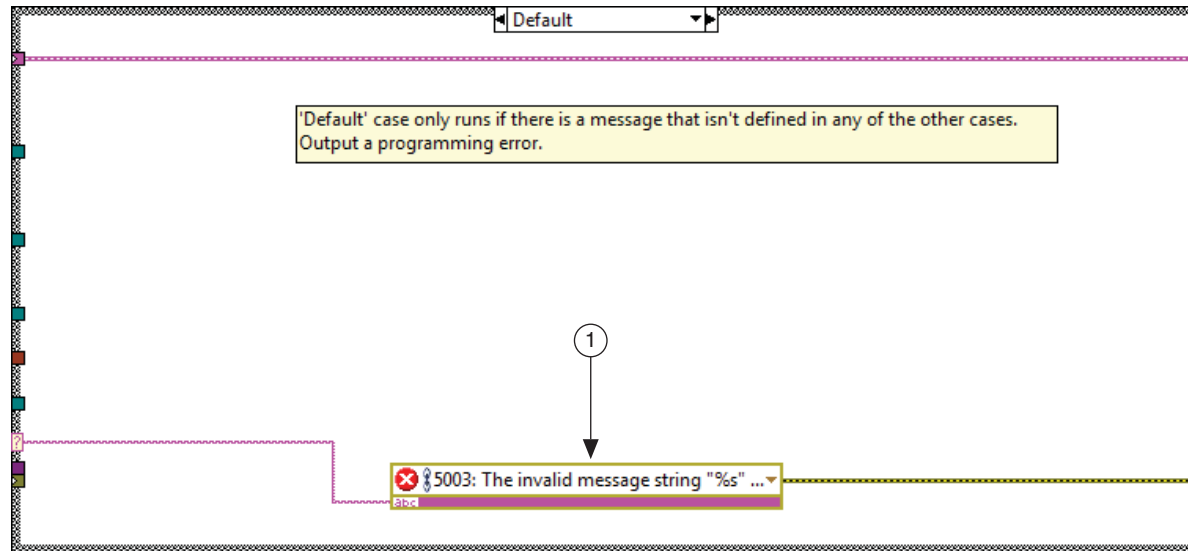 Default
'Default' case only runs if there is a message that isn't defined in any of the other cases.
Output a programming error.
1
?
5003: The invalid message string "%s" ...
abc